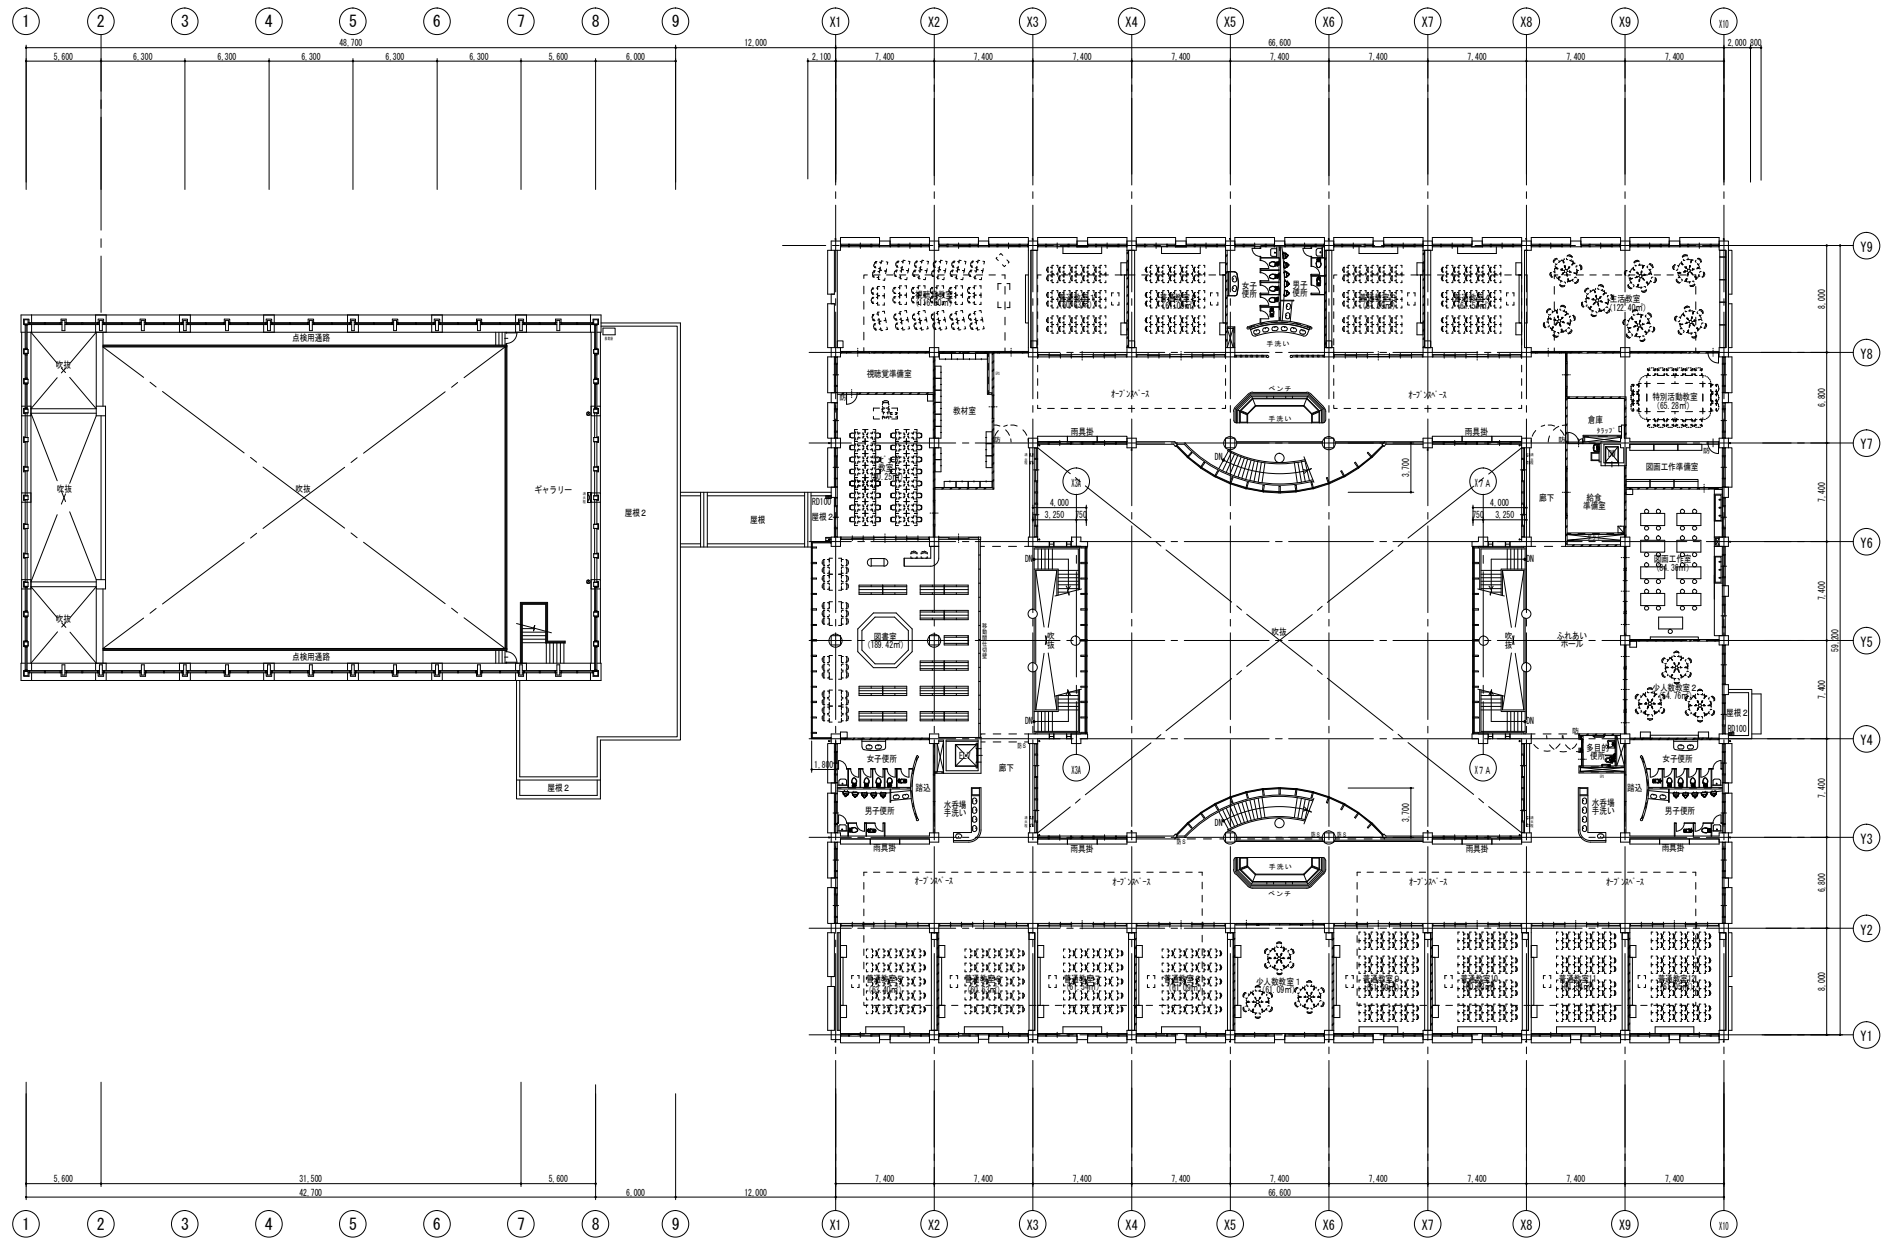 1 2 3 4 5 6 7 8 9 X1 X2 X3 X4 X5 X6 X7 X8 X9 X10
48,700 12,000 66,600 2,000 800
5,600 6,300 6,300 6,300 6,300 6,300 5,600 6,000 2,100 7,400 7,400 7,400 7,400 7,400 7,400 7,400 7,400 7,400
Y9
女子
便所
男子
便所
手洗い
生活教室
(122.40㎡)
8,000
点検用通路
吹抜
Y8
視聴覚準備室
教材室
オープンスペース
ベンチ
手洗い
オープンスペース
特別活動教室
(65.28㎡)
倉庫
タラップ
6,800
雨具掛
雨具掛
Y7
DN
3,700
図画工作準備室
X3A
X7A
吹抜
吹抜
ギャラリー
屋根2
屋根
RD100
屋根2
4,000
3,250 750
4,000
750 3,250
廊下
給食
準備室
7,400
Y6
DN
DN
図画工作室
(84.36㎡)
7,400
吹抜
図書室
(189.42㎡)
吹抜
吹抜
吹抜
ふれあい
ホール
Y5
59,200
点検用通路
少人数教室2
(54.76㎡)
7,400
DN
DN
屋根2
RD100
Y4
1,800
女子便所
EV
廊下
X3A
X7A
多目的
便所
女子便所
屋根2
踏込
男子便所
水呑場
手洗い
3,700
水呑場
手洗い
踏込
男子便所
7,400
DN
Y3
雨具掛
雨具掛
雨具掛
雨具掛
手洗い
オープンスペース
オープンスペース
ベンチ
オープンスペース
オープンスペース
6,800
Y2
少人数教室1
(61.09㎡)
8,000
Y1
5,600 31,500 5,600 7,400 7,400 7,400 7,400 7,400 7,400 7,400 7,400 7,400
42,700 6,000 12,000 66,600
1 2 3 4 5 6 7 8 9 X1 X2 X3 X4 X5 X6 X7 X8 X9 X10